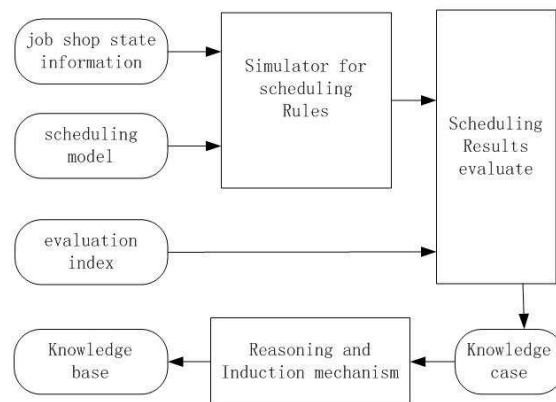 job shop state
information
Simulator for
scheduling
Rules
scheduling
model
Scheduling
Results
evaluate
evaluation
index
Knowledge
base
Reasoning and
Induction mechanism
Knowledge
case